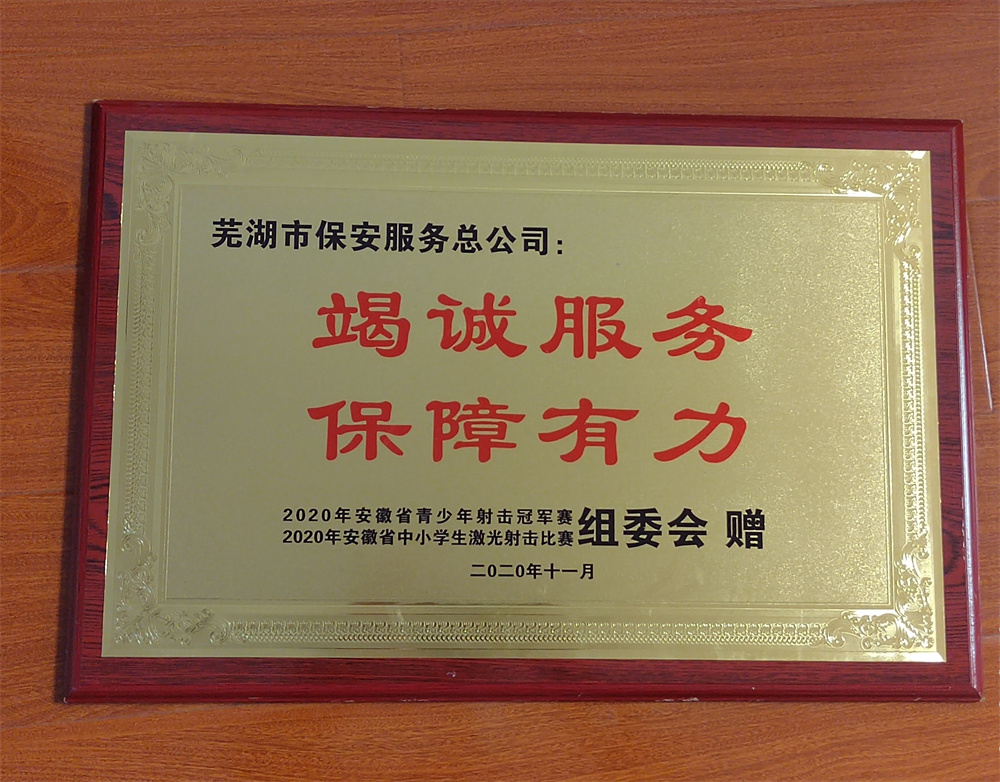 芜湖市保安服务总公司：
竭诚服务
保障有力
2020年安徽省青少年射击冠军赛
2020年安徽省中小学生激光射击比赛
组委会 赠
二〇二〇年十一月